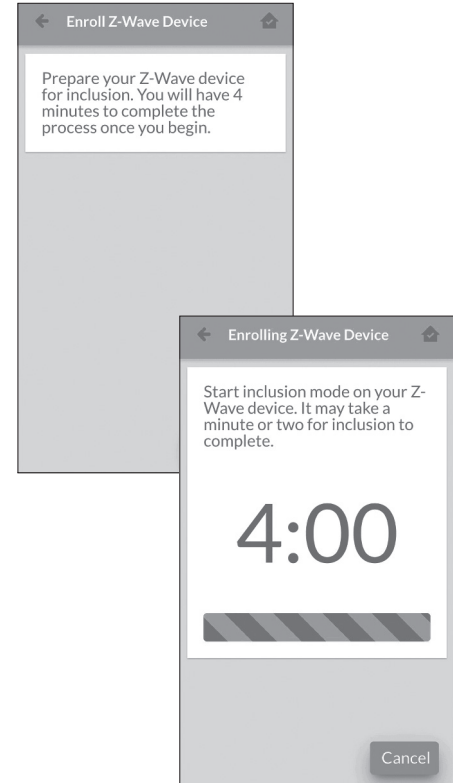 Enroll Z-Wave Device
Prepare your Z-Wave device
for inclusion. You will have 4
minutes to complete the
process once you begin.
Enrolling Z-Wave Device
Start inclusion mode on your Z-
Wave device. It may take a
minute or two for inclusion to
complete.
4:00
Cancel